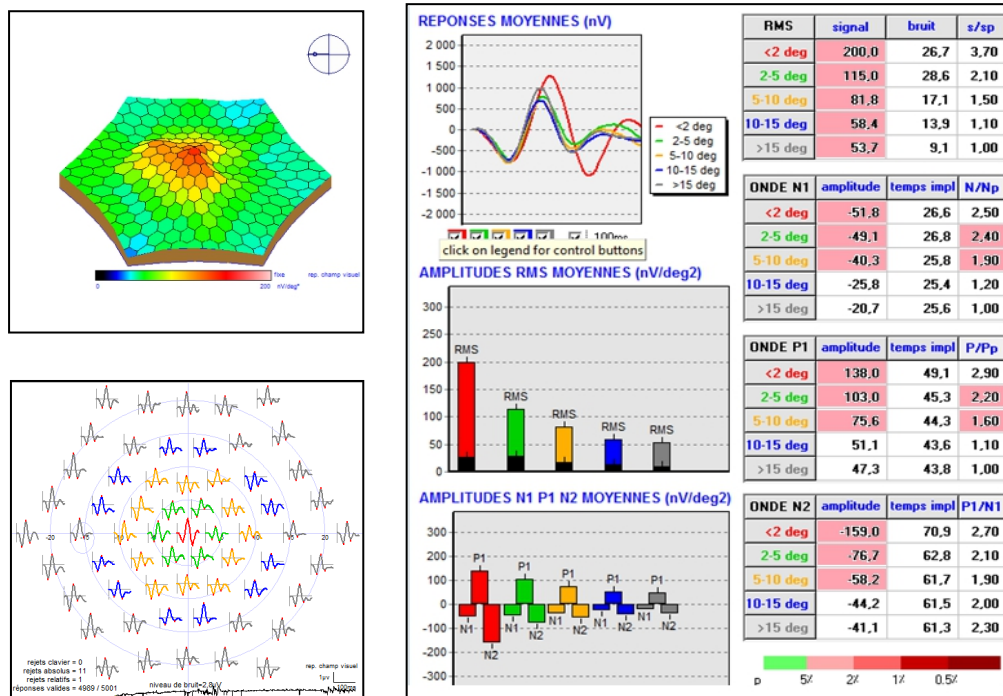 fixe
rep. champ visuel
0
200
nV/deg²
-20
-10
10
20
rejets clavier = 0
rejets absolus = 11
rejets relatifs = 1
réponses valides = 4989 / 5001
niveau de bruit=2.8uV
rep. champ visuel
1µv
100ms
REPONSES MOYENNES (nV)
2 000
1 500
1 000
500
0
-500
-1 000
-1 500
-2 000
<2 deg
2-5 deg
5-10 deg
10-15 deg
>15 deg
100ms
click on legend for control buttons
AMPLITUDES RMS MOYENNES (nV/deg2)
300
250
200
150
100
50
0
RMS
RMS
RMS
RMS
RMS
AMPLITUDES N1 P1 N2 MOYENNES (nV/deg2)
300
200
100
0
-100
-200
-300
P1 P1 P1 P1 P1
N1 N2 N1 N2 N1 N2 N1 N2 N1 N2
RMS signal bruit s/sp
<2 deg 200,0 26,7 3,70
2-5 deg 115,0 28,6 2,10
5-10 deg 81,8 17,1 1,50
10-15 deg 58,4 13,9 1,10
>15 deg 53,7 9,1 1,00
ONDE N1 amplitude temps impl N/Np
<2 deg -51,8 26,6 2,50
2-5 deg -49,1 26,8 2,40
5-10 deg -40,3 25,8 1,90
10-15 deg -25,8 25,4 1,20
>15 deg -20,7 25,6 1,00
ONDE P1 amplitude temps impl P/Pp
<2 deg 138,0 49,1 2,90
2-5 deg 103,0 45,3 2,20
5-10 deg 75,6 44,3 1,60
10-15 deg 51,1 43,6 1,10
>15 deg 47,3 43,8 1,00
ONDE N2 amplitude temps impl P1/N1
<2 deg -159,0 70,9 2,70
2-5 deg -76,7 62,8 2,10
5-10 deg -58,2 61,7 1,90
10-15 deg -44,2 61,5 2,00
>15 deg -41,1 61,3 2,30
p 5% 2% 1% 0.5%